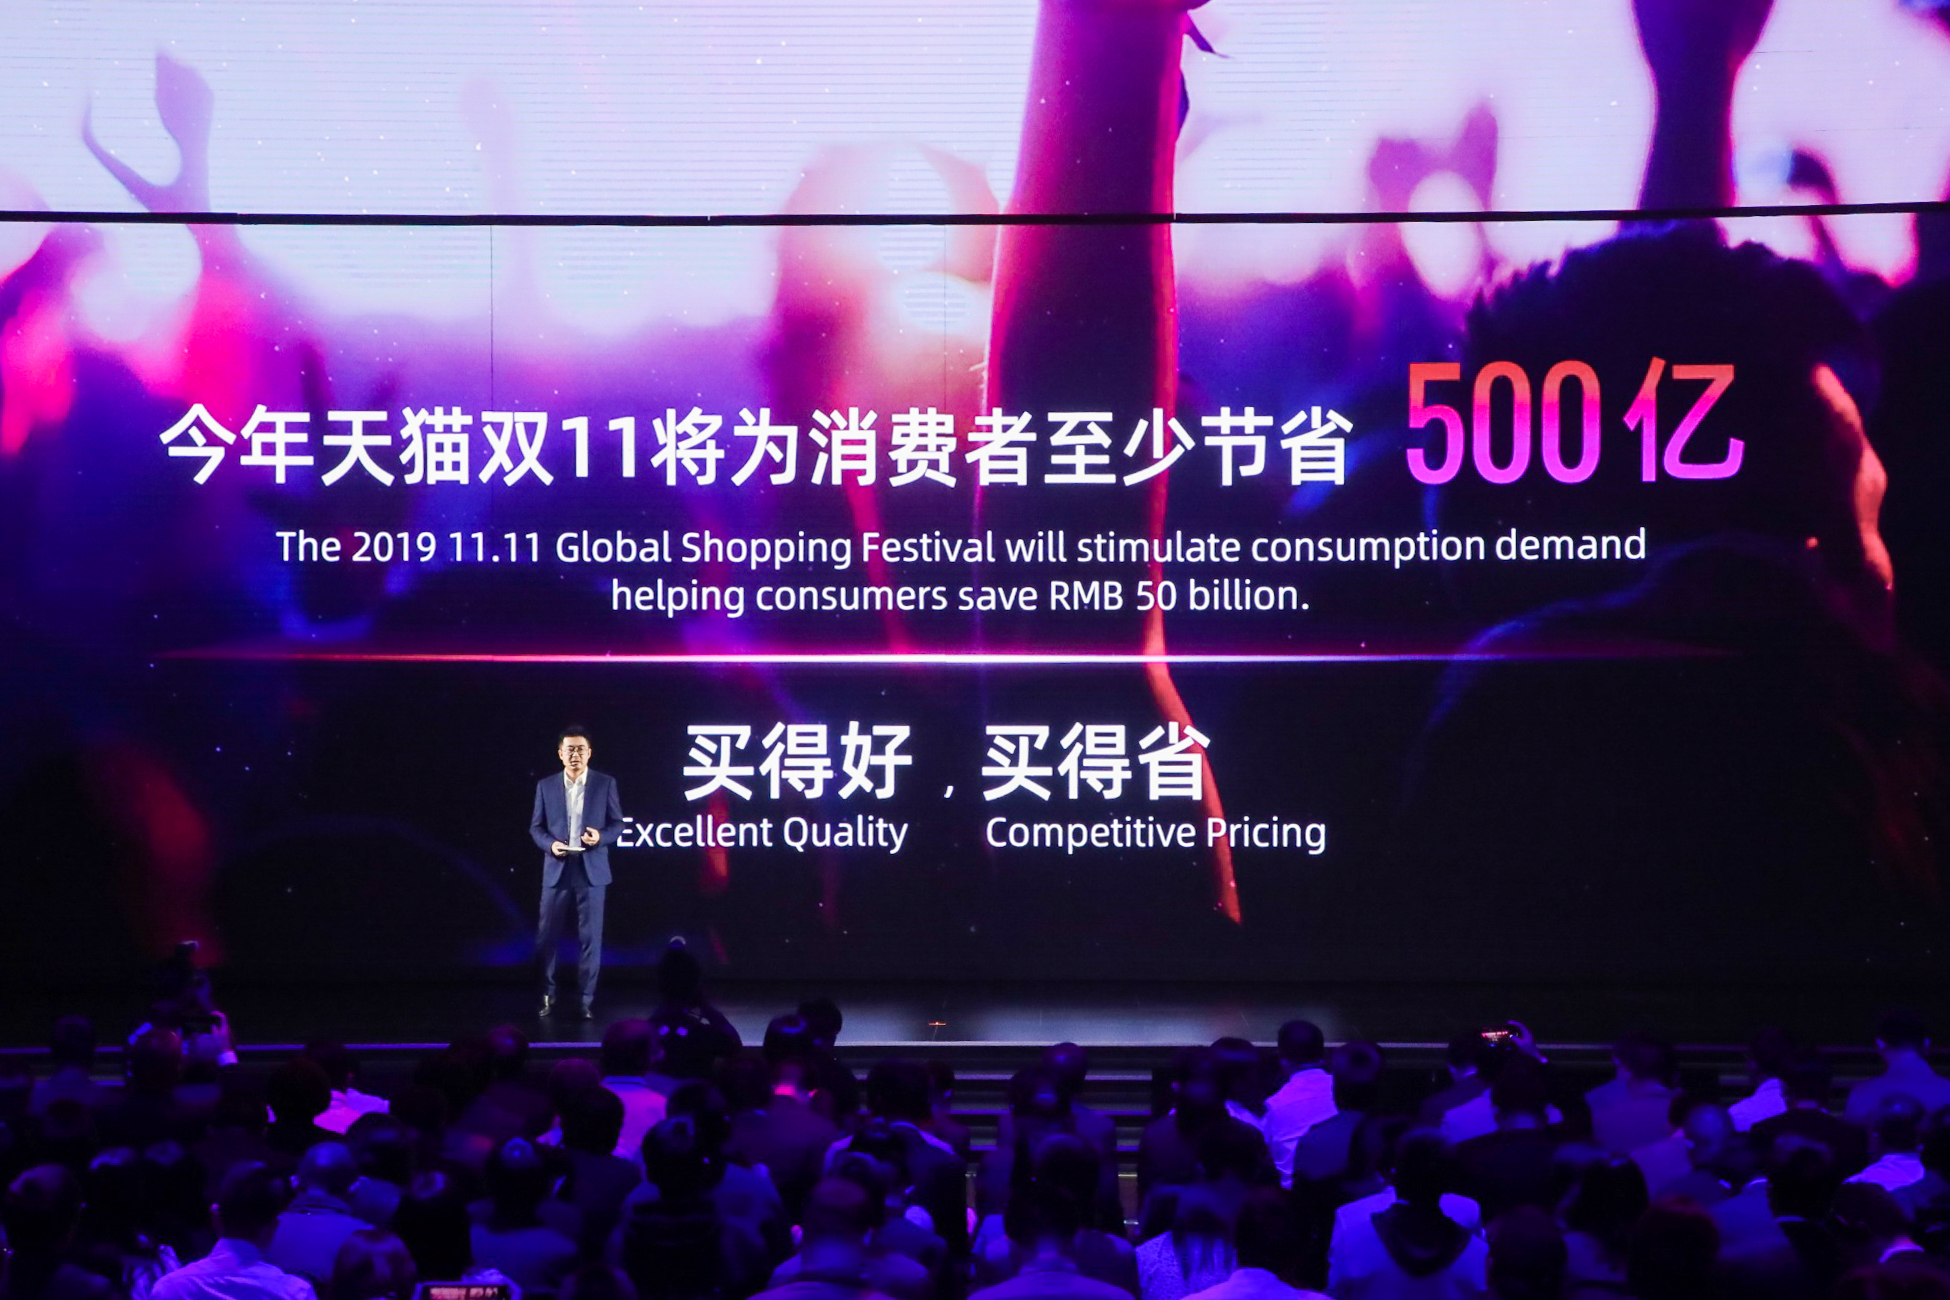 今年天猫双11将为消费者至少节省 500亿
The 2019 11.11 Global Shopping Festival will stimulate consumption demand
helping consumers save RMB 50 billion.
买得好，买得省
Excellent Quality Competitive Pricing